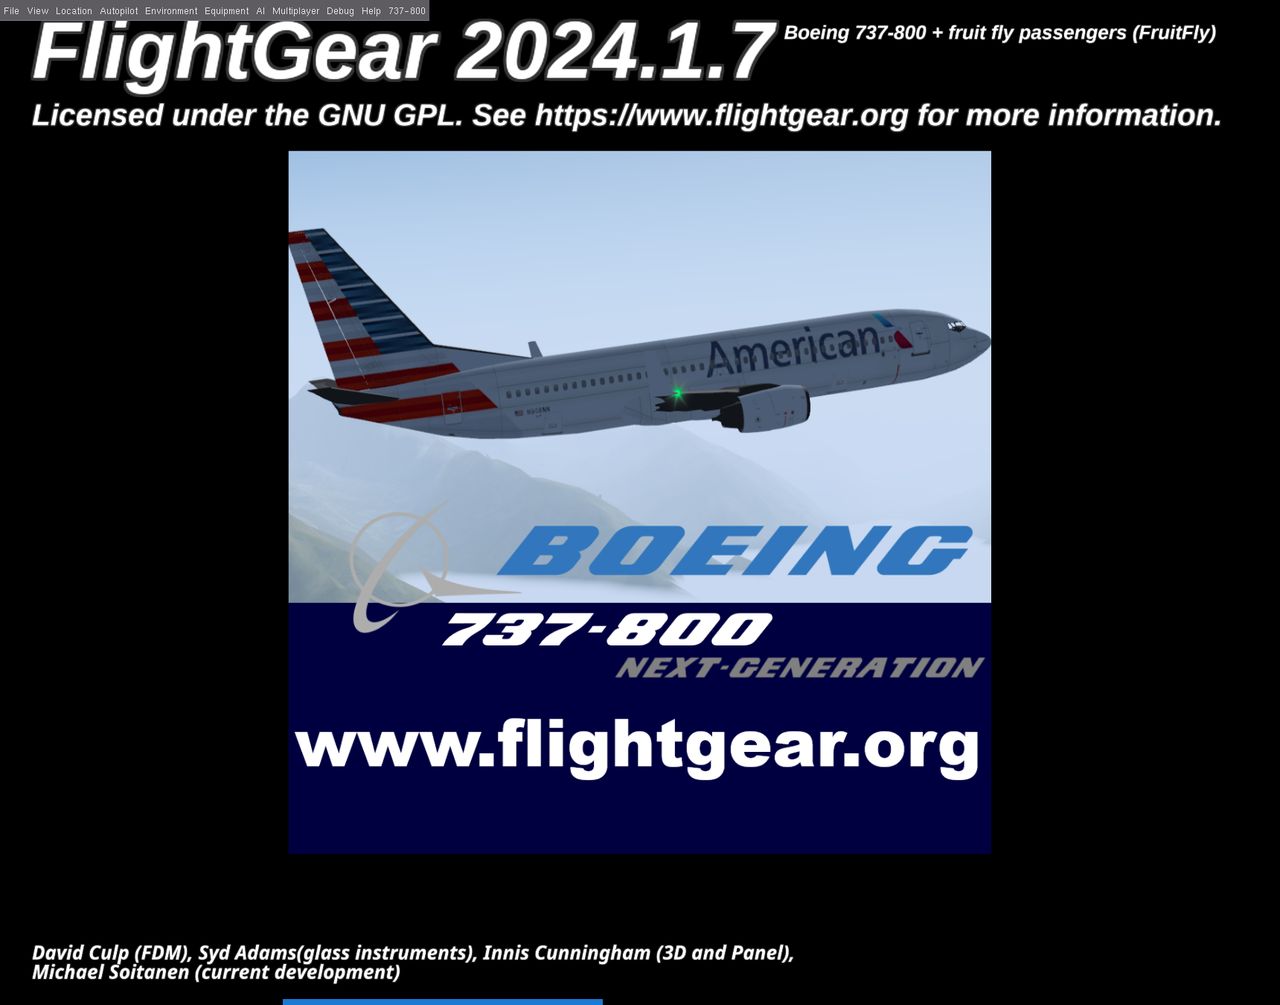 File View Location Autopilot Environment Equipment AI Multiplayer Debug Help 737-800
FlightGear 2024.1.7 Boeing 737-800 + fruit fly passengers (FruitFly)
Licensed under the GNU GPL. See https://www.flightgear.org for more information.
American
BOEING
737-800
NEXT-GENERATION
www.flightgear.org
David Culp (FDM), Syd Adams(glass instruments), Innis Cunningham (3D and Panel),
Michael Soitanen (current development)